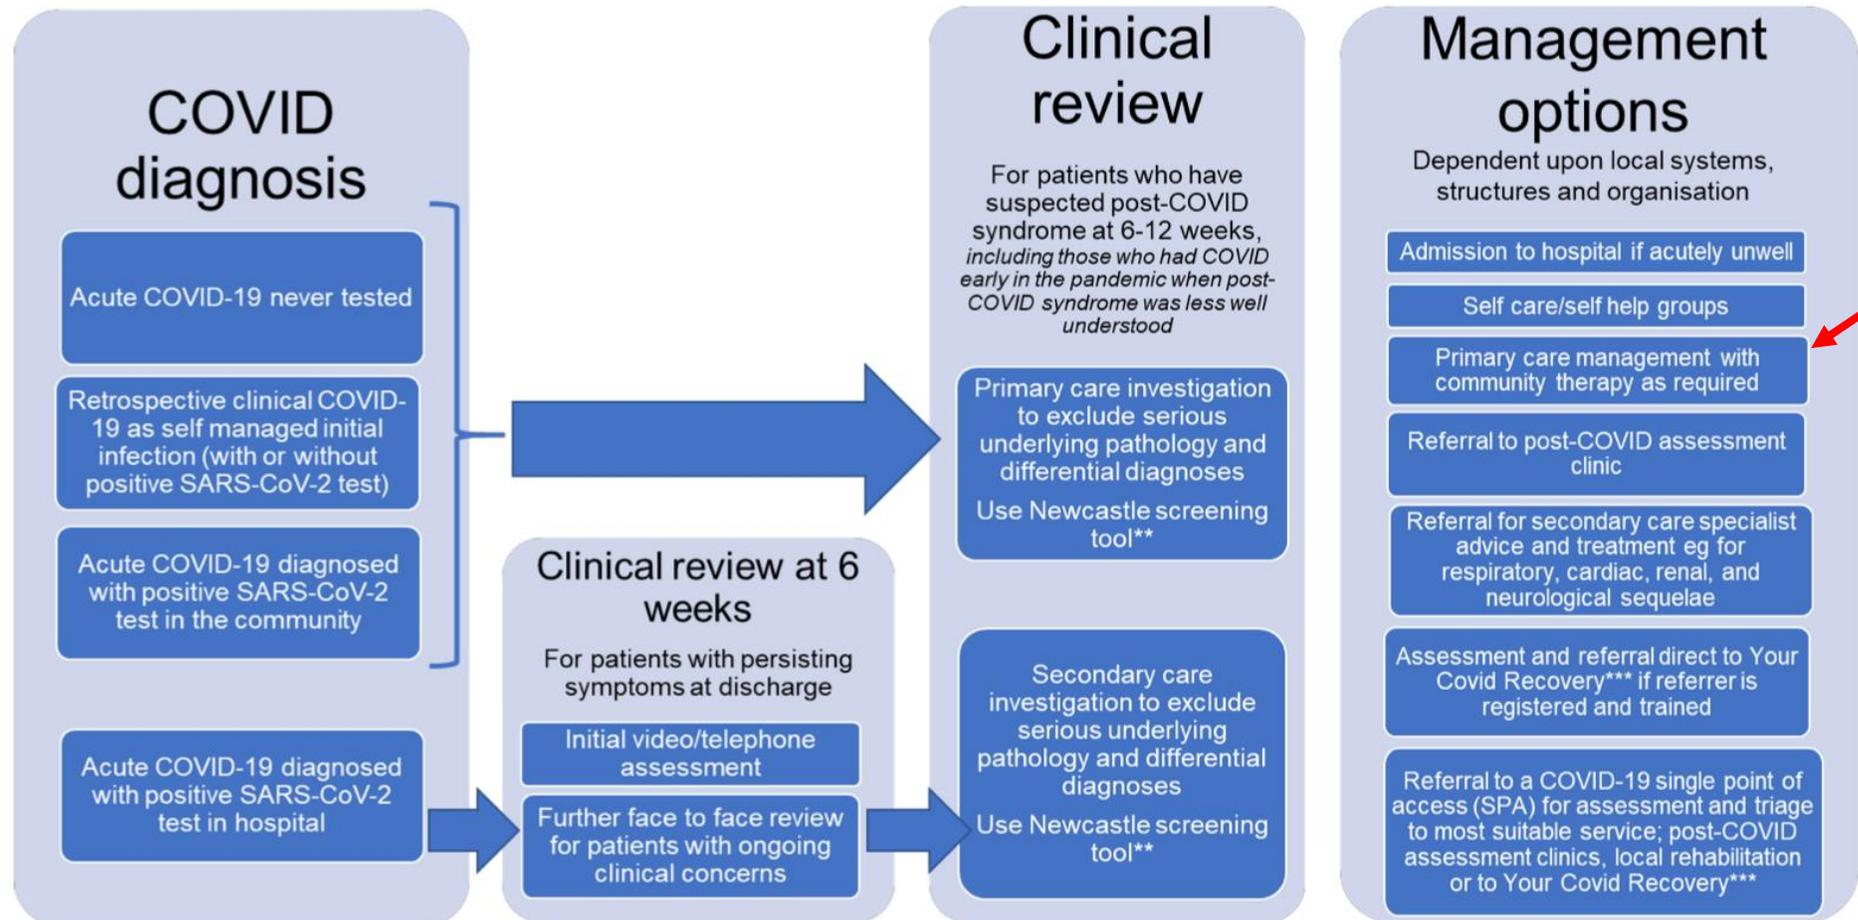 COVID
diagnosis
Acute COVID-19 never tested
Retrospective clinical COVID-
19 as self managed initial
infection (with or without
positive SARS-CoV-2 test)
Acute COVID-19 diagnosed
with positive SARS-CoV-2
test in the community
Acute COVID-19 diagnosed
with positive SARS-CoV-2
test in hospital
Clinical review at 6
weeks
For patients with persisting
symptoms at discharge
Initial video/telephone
assessment
Further face to face review
for patients with ongoing
clinical concerns
Clinical
review
For patients who have
suspected post-COVID
syndrome at 6-12 weeks,
including those who had COVID
early in the pandemic when post-
COVID syndrome was less well
understood
Primary care investigation
to exclude serious
underlying pathology and
differential diagnoses
Use Newcastle screening
tool**
Secondary care
investigation to exclude
serious underlying
pathology and differential
diagnoses
Use Newcastle screening
tool**
Management
options
Dependent upon local systems,
structures and organisation
Admission to hospital if acutely unwell
Self care/self help groups
Primary care management with
community therapy as required
Referral to post-COVID assessment
clinic
Referral for secondary care specialist
advice and treatment eg for
respiratory, cardiac, renal, and
neurological sequelae
Assessment and referral direct to Your
Covid Recovery*** if referrer is
registered and trained
Referral to a COVID-19 single point of
access (SPA) for assessment and triage
to most suitable service; post-COVID
assessment clinics, local rehabilitation
or to Your Covid Recovery***